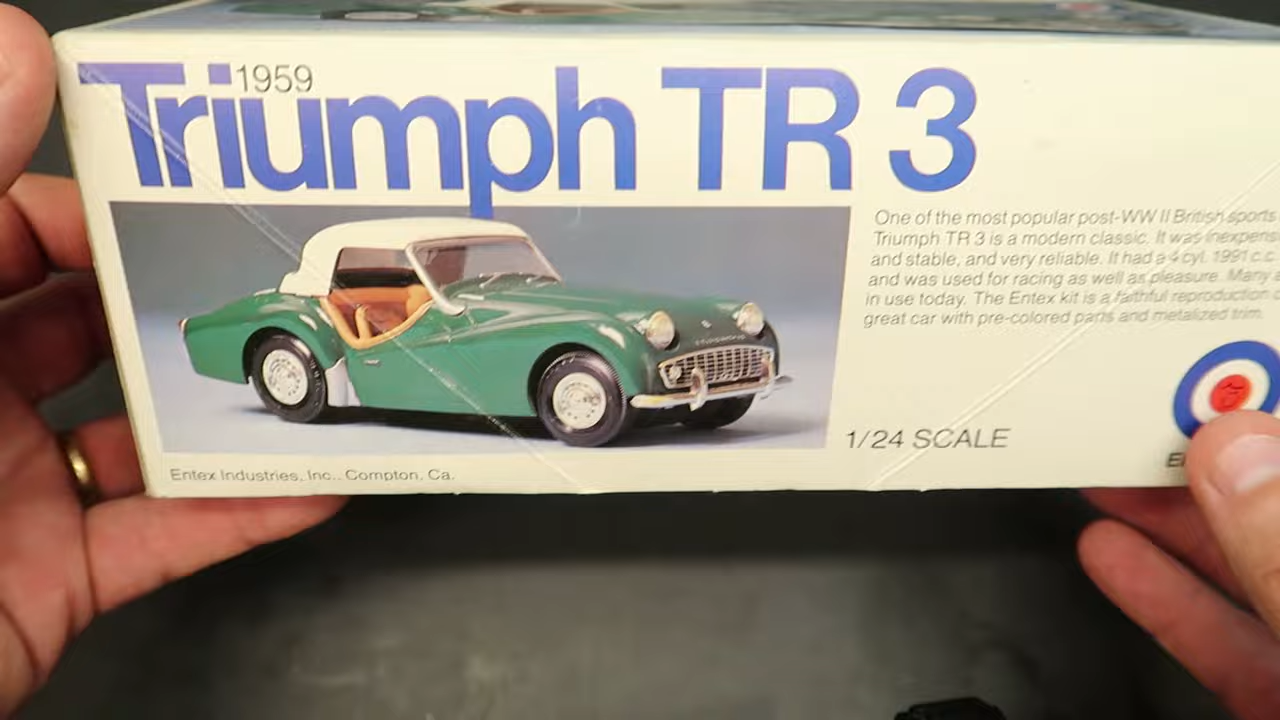 1959
Triumph TR 3
One of the most popular post-WW II British sports
Triumph TR 3 is a modern classic. It was inexpens
and stable, and very reliable. It had a 4 cyl. 1991 c.c.
and was used for racing as well as pleasure. Many
in use today. The Entex kit is a faithful reproduction
great car with pre-colored parts and metalized trim.
1/24 SCALE
Entex Industries, Inc., Compton, Ca.